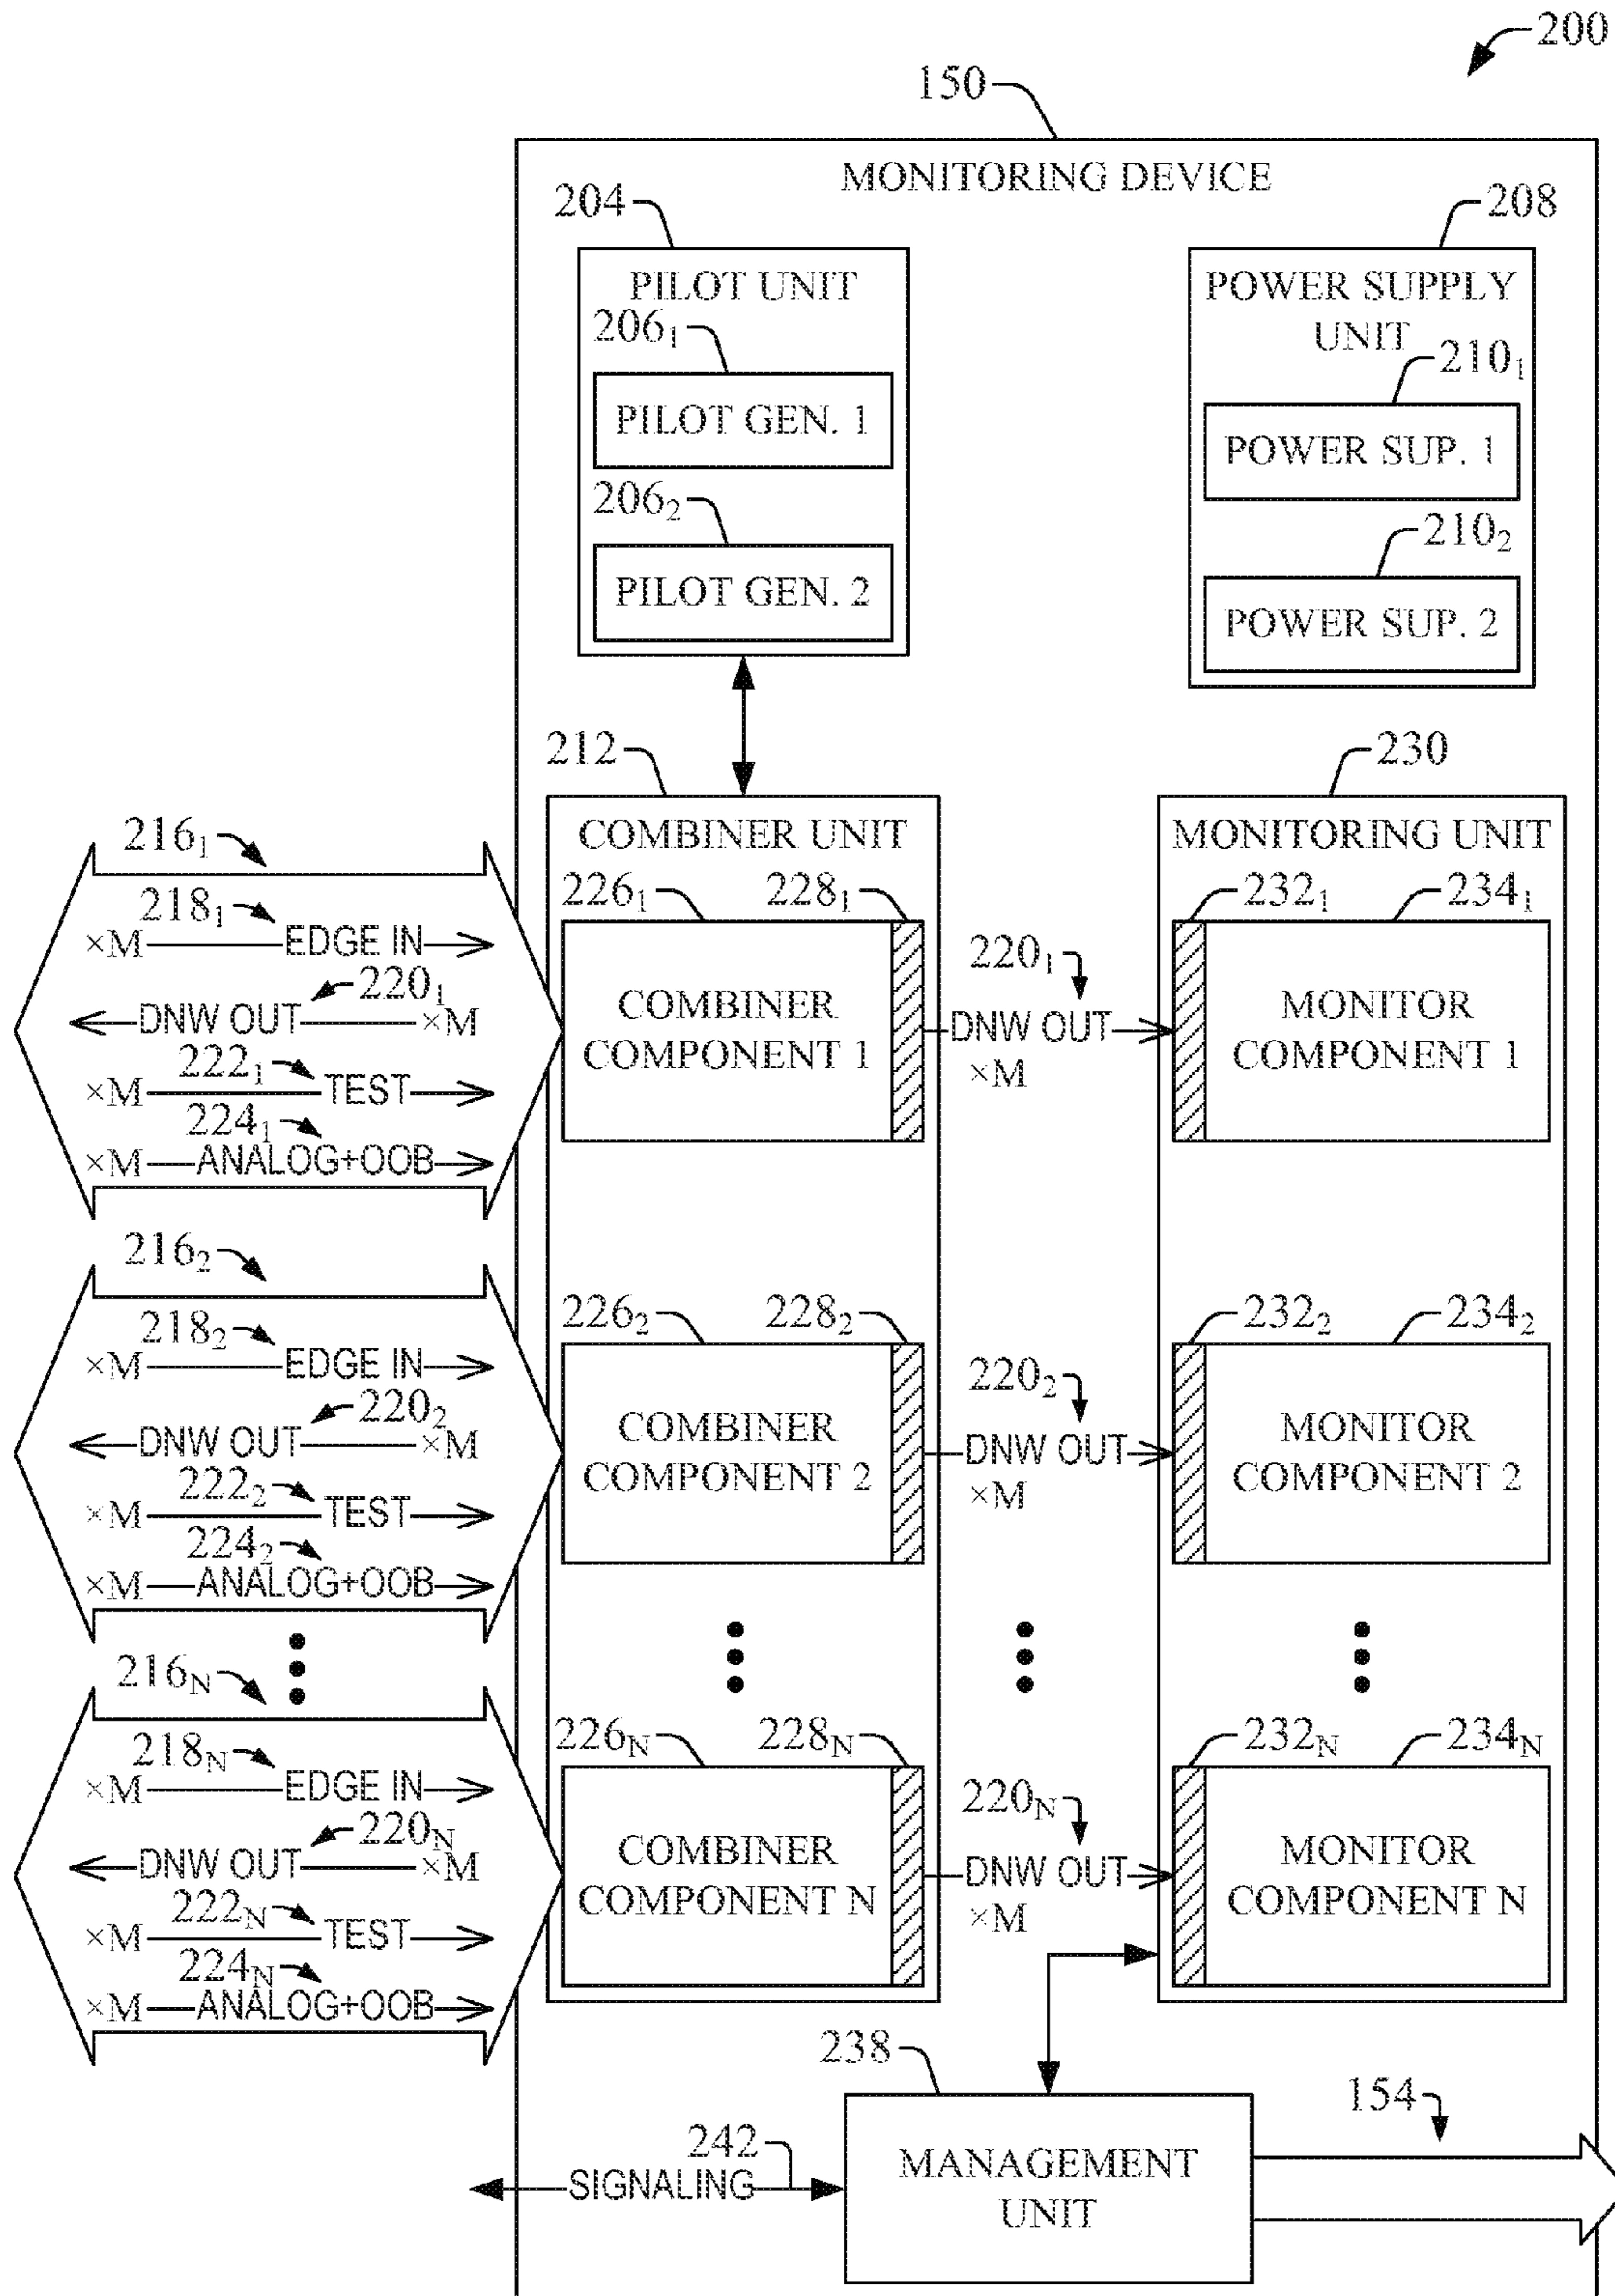 200
150
MONITORING DEVICE
204
208
PILOT UNIT
POWER SUPPLY
UNIT
206₁
210₁
PILOT GEN. 1
POWER SUP. 1
206₂
210₂
PILOT GEN. 2
POWER SUP. 2
212
230
COMBINER UNIT
MONITORING UNIT
216₁
218₁
×M EDGE IN
220₁
DNW OUT ×M
222₁
×M TEST
224₁
×M ANALOG+OOB
226₁
228₁
COMBINER
COMPONENT 1
220₁
DNW OUT
×M
232₁
234₁
MONITOR
COMPONENT 1
216₂
218₂
×M EDGE IN
220₂
DNW OUT ×M
222₂
×M TEST
224₂
×M ANALOG+OOB
226₂
228₂
COMBINER
COMPONENT 2
220₂
DNW OUT
×M
232₂
234₂
MONITOR
COMPONENT 2
216N
218N
×M EDGE IN
220N
DNW OUT ×M
222N
×M TEST
224N
×M ANALOG+OOB
226N
228N
COMBINER
COMPONENT N
220N
DNW OUT
×M
232N
234N
MONITOR
COMPONENT N
238
154
242
SIGNALING
MANAGEMENT
UNIT